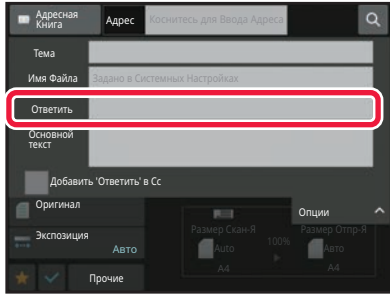 Адресная
Книга
Адрес
Коснитесь для Ввода Адреса
Тема
Имя Файла
Задано в Системных Настройках
Ответить
Основной
текст
Добавить 'Ответить' в Cc
Оригинал
Опции
Экспозиция
Авто
Размер Скан-Я
Auto
A4
100%
Размер Отпр-Я
Авто
A4
Прочие